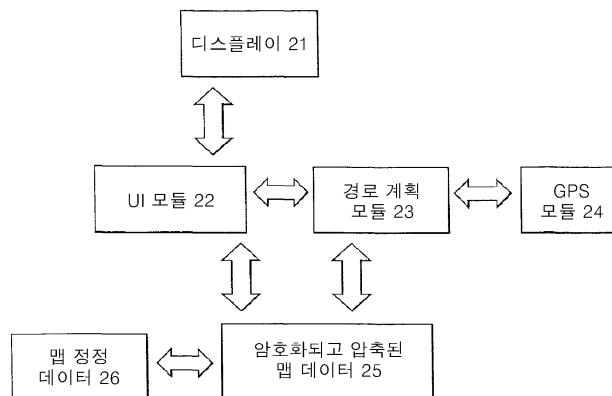 디스플레이 21
UI 모듈 22
경로 계획
모듈 23
GPS
모듈 24
맵 정정
데이터 26
암호화되고 압축된
맵 데이터 25